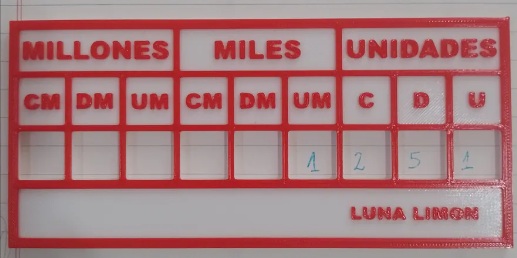 MILLONES MILES UNIDADES
CM DM UM CM DM UM C D U
1 2 5 1
LUNA LIMON